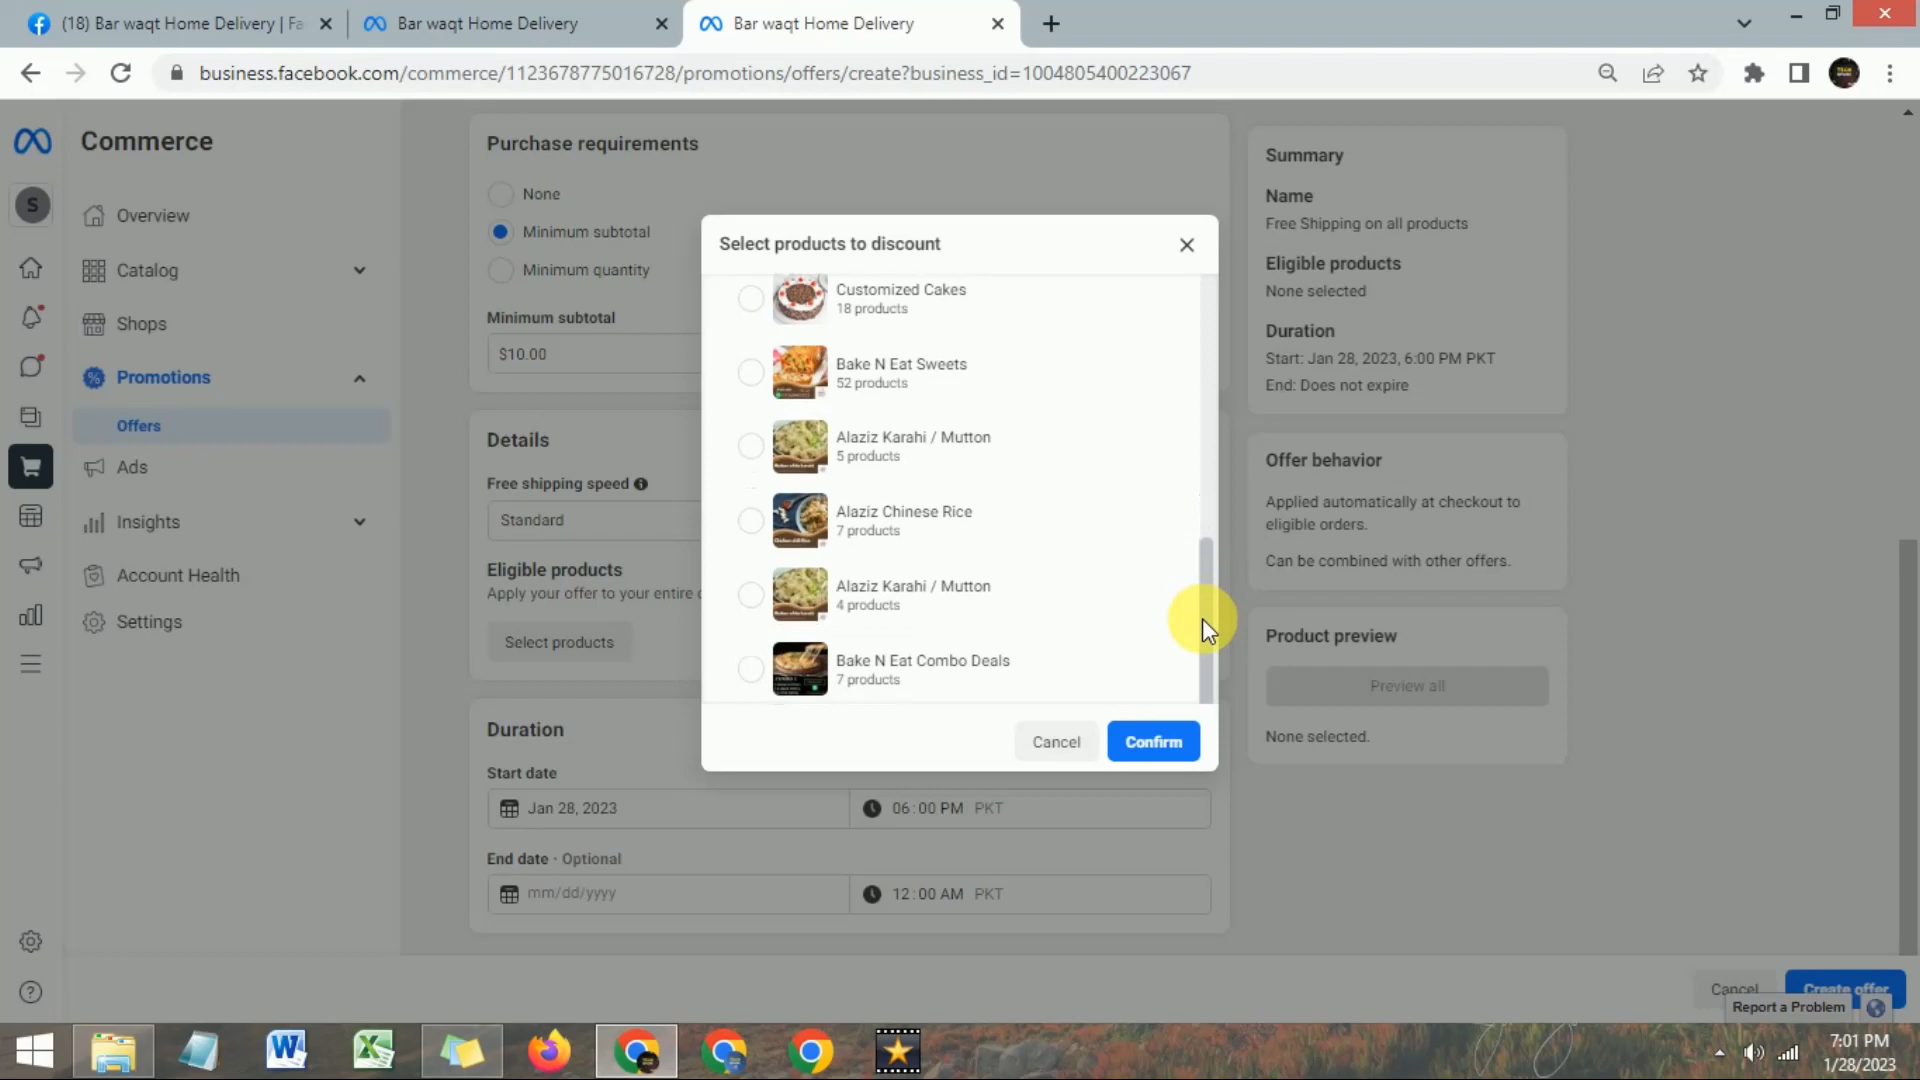 (18) Bar waqt Home Delivery | Fa
Bar waqt Home Delivery
Bar waqt Home Delivery
business.facebook.com/commerce/1123678775016728/promotions/offers/create?business_id=1004805400223067
Commerce
S
Overview
Catalog
Shops
Promotions
Offers
Ads
Insights
Account Health
Settings
Purchase requirements
None
Minimum subtotal
Minimum quantity
Minimum subtotal
$10.00
Details
Free shipping speed
Standard
Eligible products
Apply your offer to your entire c
Select products
Duration
Start date
Jan 28, 2023
06:00 PM PKT
End date · Optional
mm/dd/yyyy
12:00 AM PKT
Select products to discount
Customized Cakes
18 products
Bake N Eat Sweets
52 products
Alaziz Karahi / Mutton
5 products
Alaziz Chinese Rice
7 products
Alaziz Karahi / Mutton
4 products
Bake N Eat Combo Deals
7 products
Cancel
Confirm
Summary
Name
Free Shipping on all products
Eligible products
None selected
Duration
Start: Jan 28, 2023, 6:00 PM PKT
End: Does not expire
Offer behavior
Applied automatically at checkout to
eligible orders.
Can be combined with other offers.
Product preview
Preview all
None selected.
Cancel
Create offer
Report a Problem
7:01 PM
1/28/2023